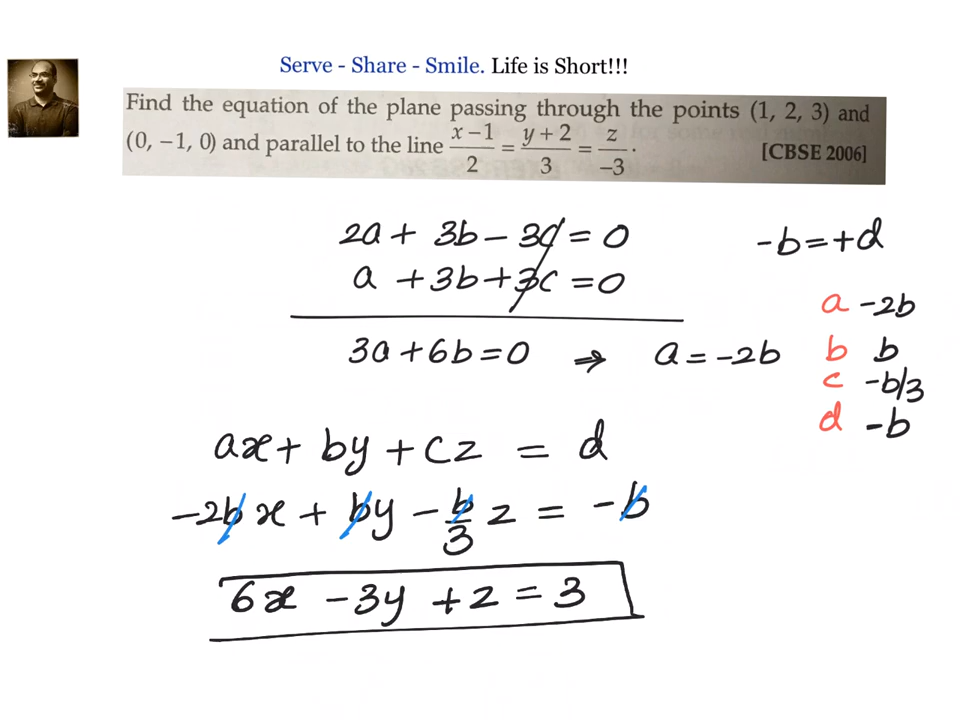 Serve - Share - Smile. Life is Short!!!
Find the equation of the plane passing through the points (1, 2, 3) and
(0, −1, 0) and parallel to the line (x − 1)/2 = (y + 2)/3 = z/−3. [CBSE 2006]
2a + 3b − 3c = 0
a + 3b + 3c = 0
3a + 6b = 0 ⇒ a = −2b
-b = +d
a -2b
b b
c -b/3
d -b
ax + by + cz = d
−2bx + by − b/3 z = −b
6x − 3y + z = 3